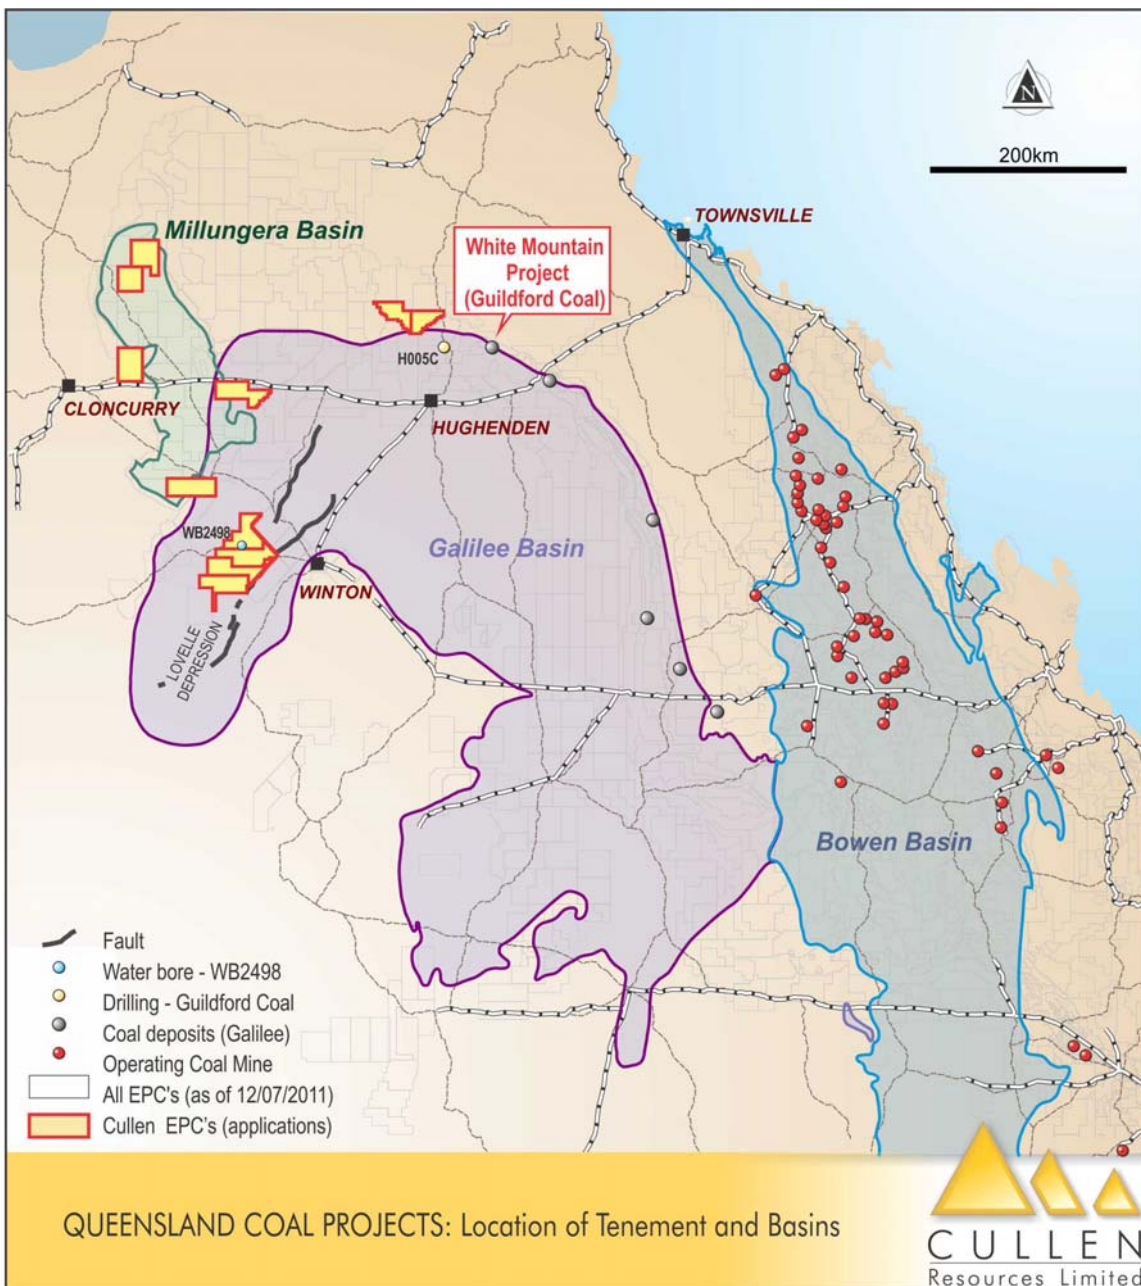 N
200km
TOWNSVILLE
Millungera Basin
White Mountain
Project
(Guildford Coal)
H005C
CLONCURRY
HUGHENDEN
WB2498
Galilee Basin
WINTON
LOVELLE
DEPRESSION
Bowen Basin
Fault
Water bore - WB2498
Drilling - Guildford Coal
Coal deposits (Galilee)
Operating Coal Mine
All EPC's (as of 12/07/2011)
Cullen EPC's (applications)
QUEENSLAND COAL PROJECTS: Location of Tenement and Basins
CULLEN
Resources Limited